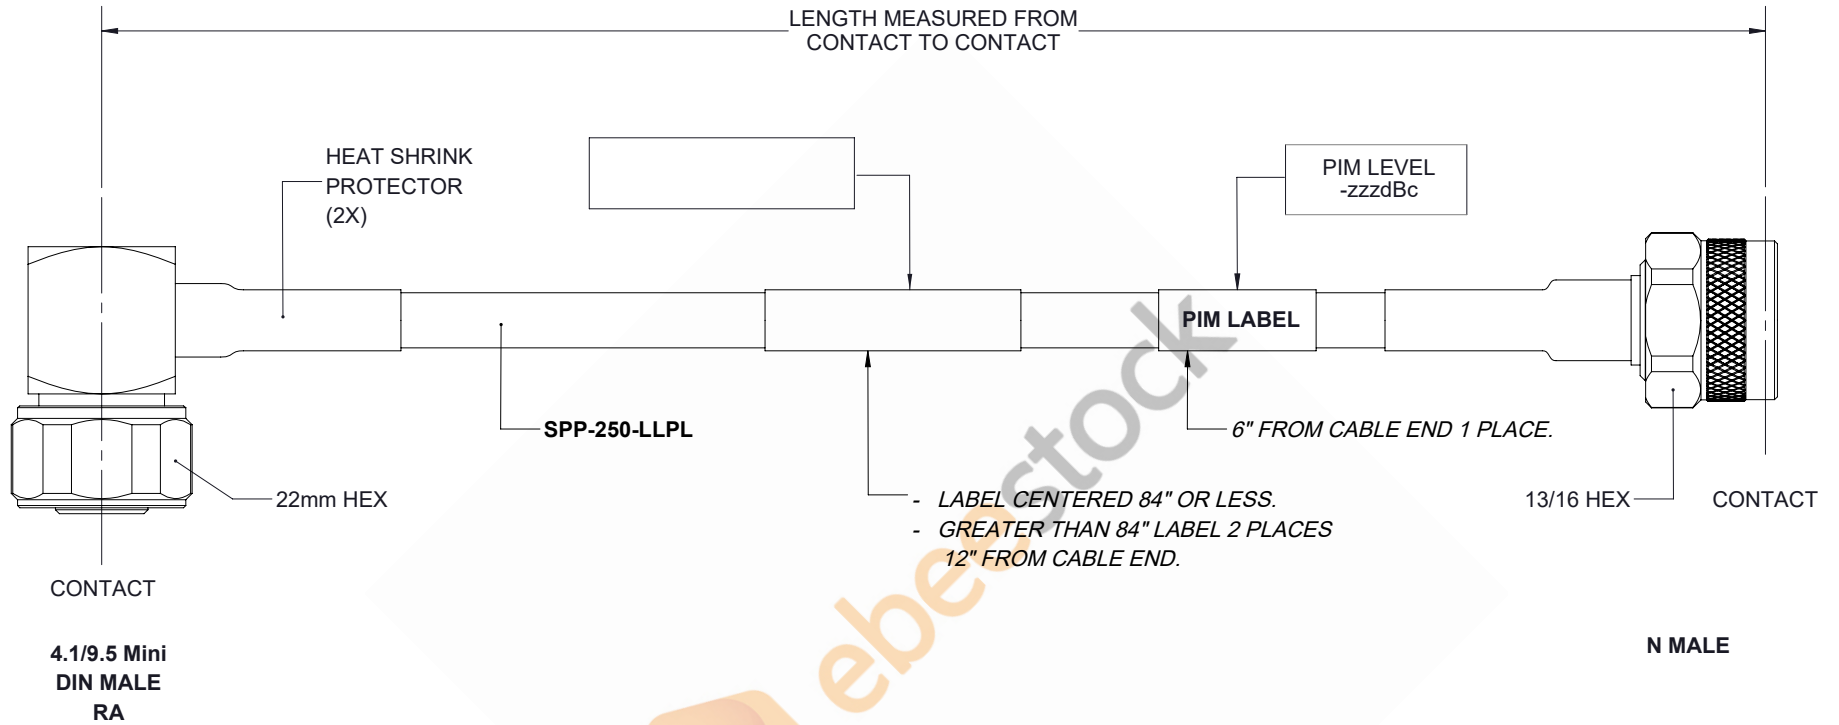 LENGTH MEASURED FROM
CONTACT TO CONTACT
HEAT SHRINK
PROTECTOR
(2X)
PIM LEVEL
-zzzdBc
PIM LABEL
SPP-250-LLPL
6" FROM CABLE END 1 PLACE.
22mm HEX
- LABEL CENTERED 84" OR LESS.
- GREATER THAN 84" LABEL 2 PLACES
12" FROM CABLE END.
13/16 HEX
CONTACT
CONTACT
4.1/9.5 Mini
DIN MALE
RA
N MALE
ebeestock